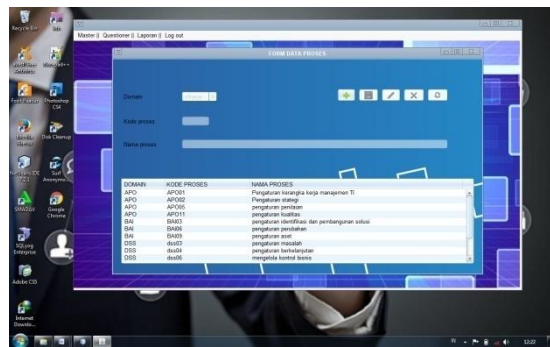 Recycle Bin
Master || Questioner || Laporan || Log out
FORM DATA PROSES
Domain
Kode proses
Nama proses
DOMAIN KODE PROSES NAMA PROSES
APO APO01 Pengaturan kerangka kerja manajemen TI
APO APO02 Pengaturan stategi
APO APO05 pengaturan penilaian
APO APO11 pengaturan kualitas
BAI BAI03 pengaturan identifikasi dan pembangunan solusi
BAI BAI06 pengaturan perubahan
BAI BAI09 pengaturan aset
DSS dss03 pengaturan masalah
DSS dss04 pengaturan berkelanjutan
DSS dss06 mengelola kontrol bisnis
Notepad++
Photoshop CS4
Disk Cleanup
Google Chrome
SQLyog Enterprise
Adobe CS5
Internet Downlo...
12:22